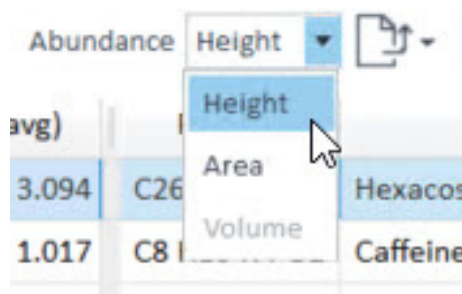 Abundance Height
Height
avg)
Area
3.094 C26 Hexacos
Volume
1.017 C8 Caffeine